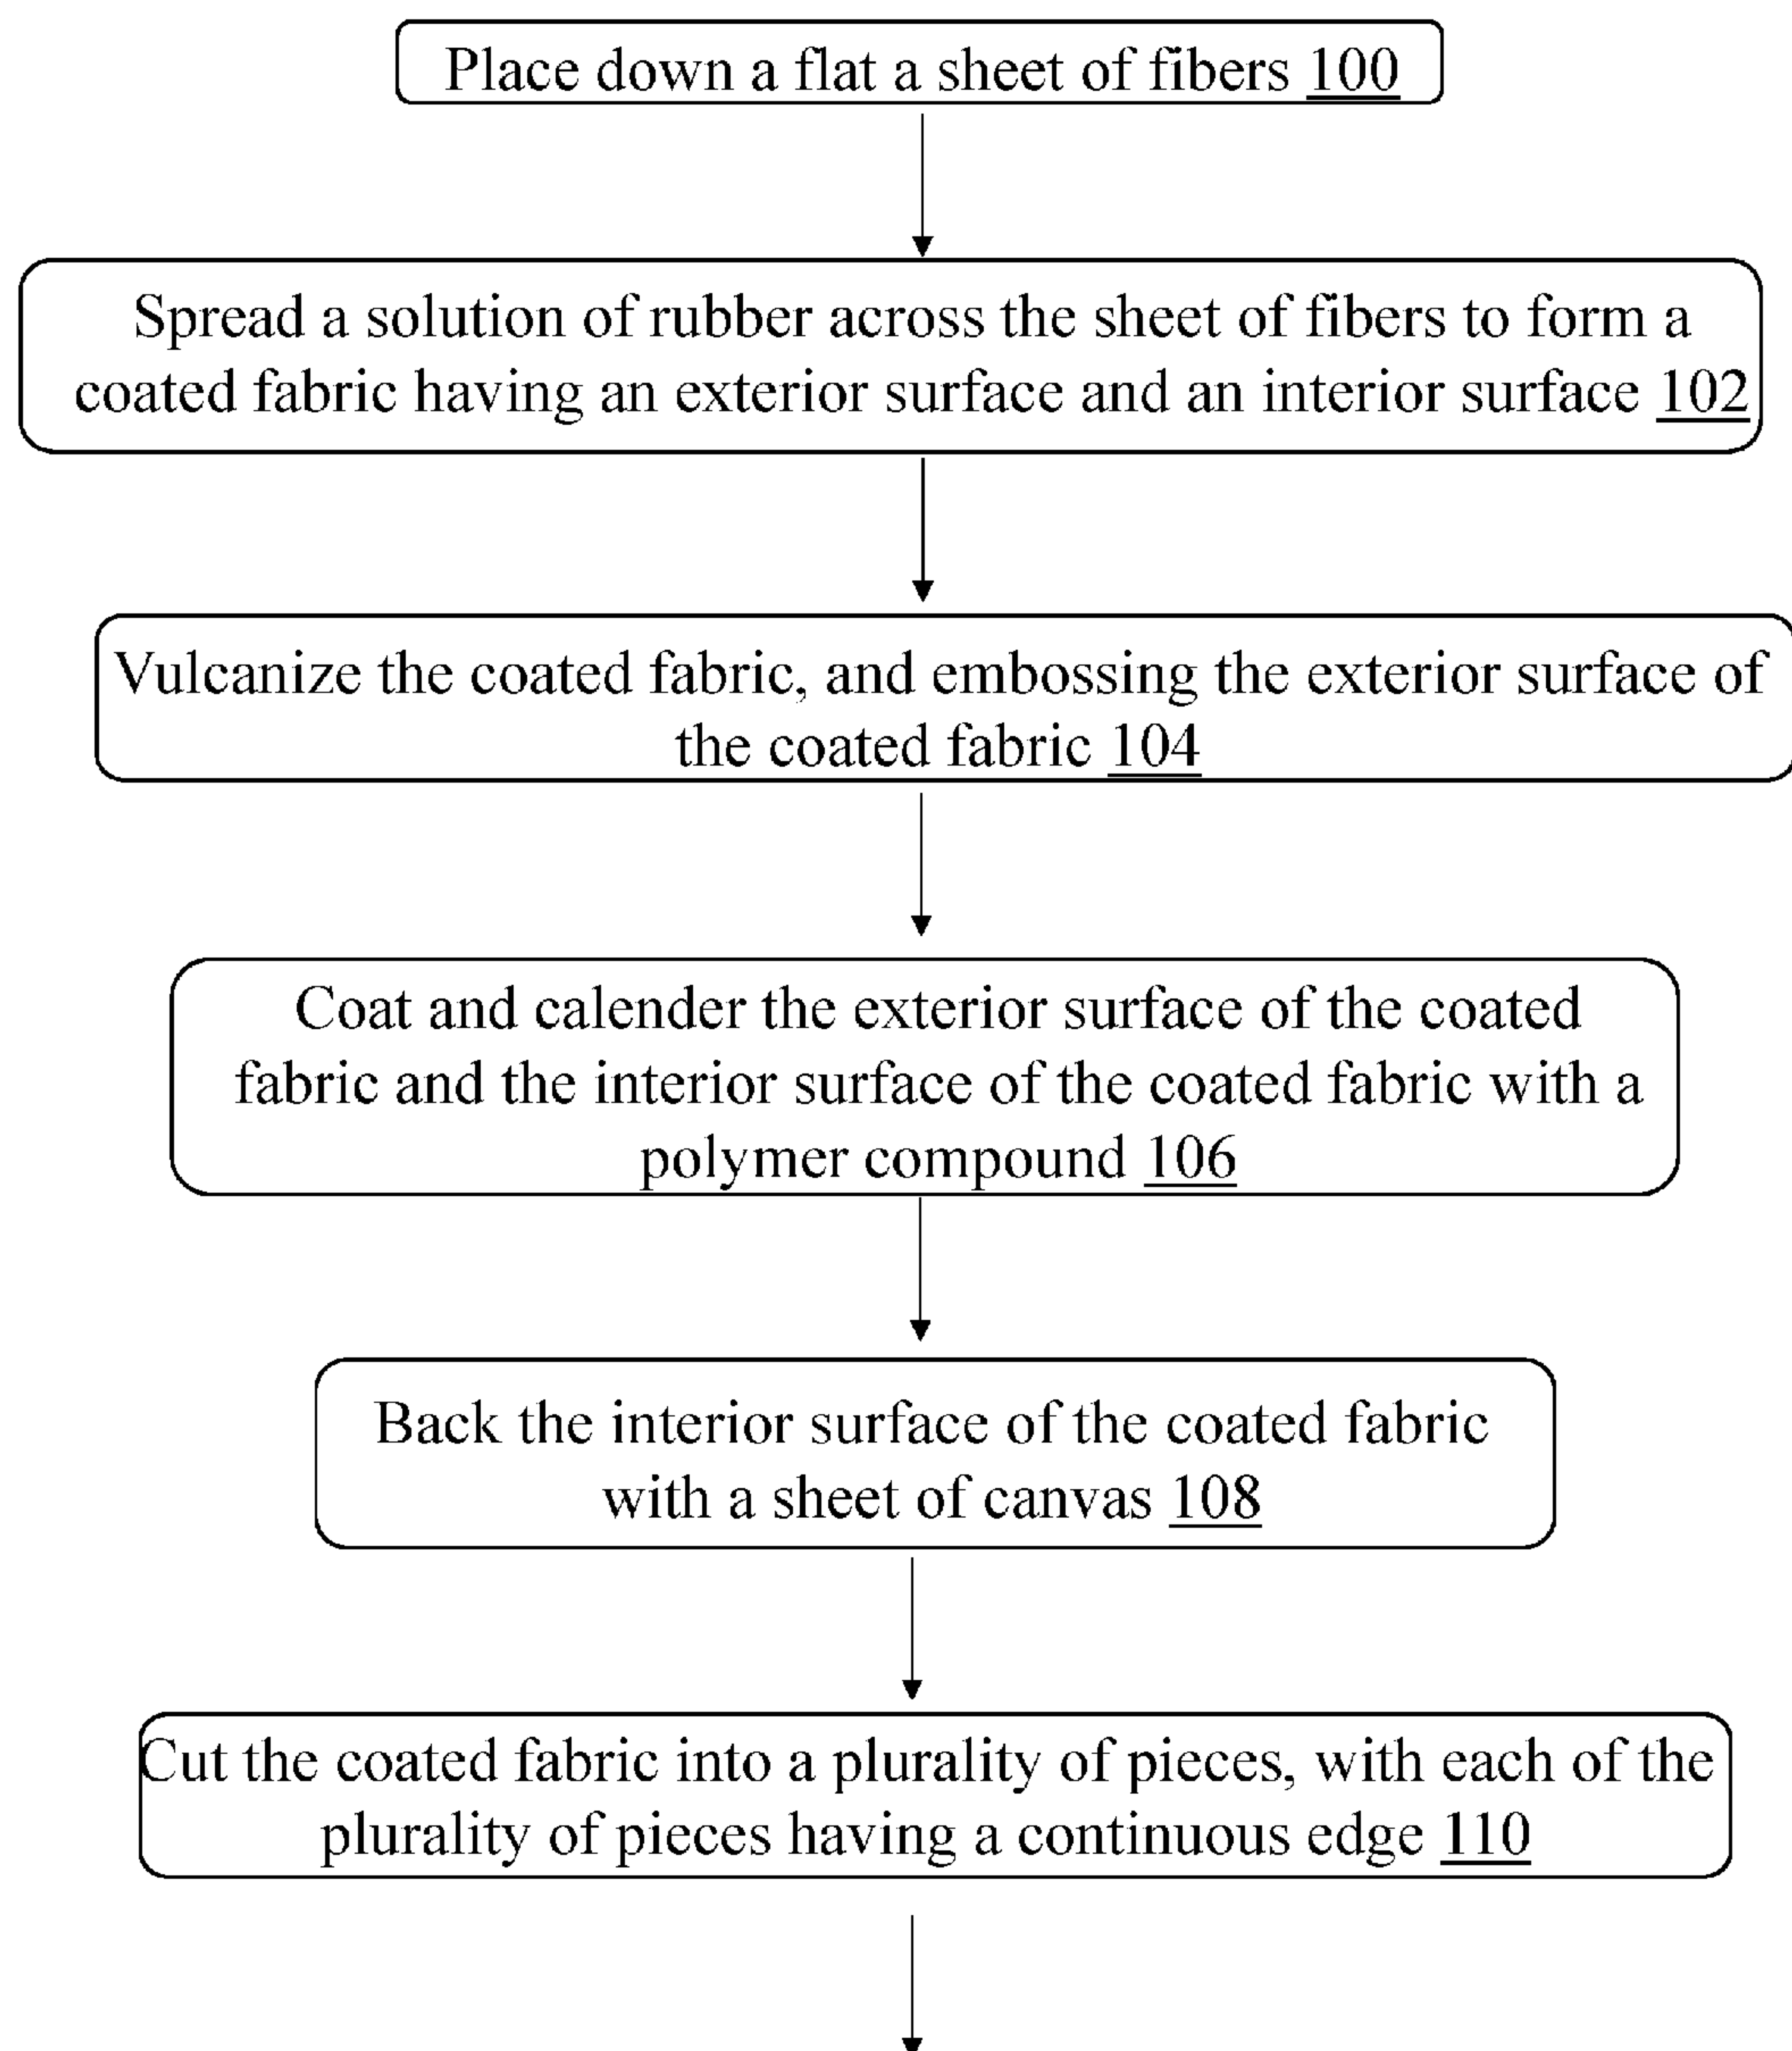 Place down a flat a sheet of fibers 100
Spread a solution of rubber across the sheet of fibers to form a
coated fabric having an exterior surface and an interior surface 102
Vulcanize the coated fabric, and embossing the exterior surface of
the coated fabric 104
Coat and calender the exterior surface of the coated
fabric and the interior surface of the coated fabric with a
polymer compound 106
Back the interior surface of the coated fabric
with a sheet of canvas 108
Cut the coated fabric into a plurality of pieces, with each of the
plurality of pieces having a continuous edge 110